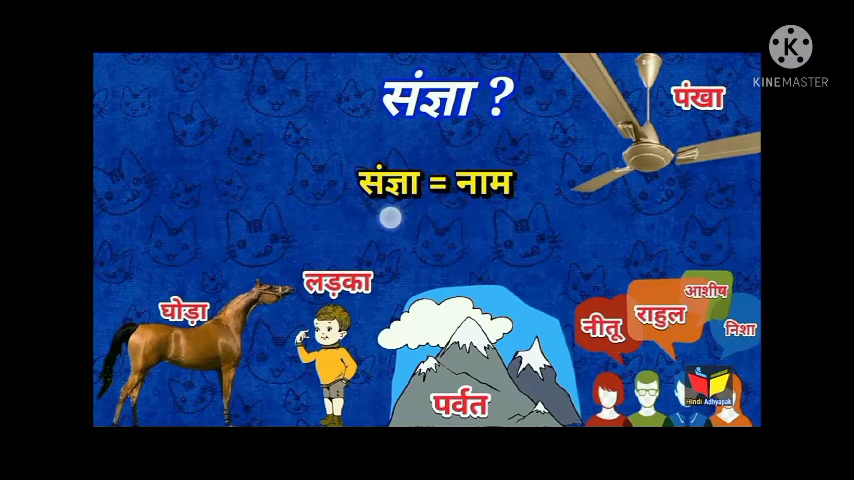 KINEMASTER
संज्ञा ?
पंखा
संज्ञा = नाम
घोड़ा
लड़का
पर्वत
नीतू
राहुल
आशीष
निशा
Hindi Adhyapak